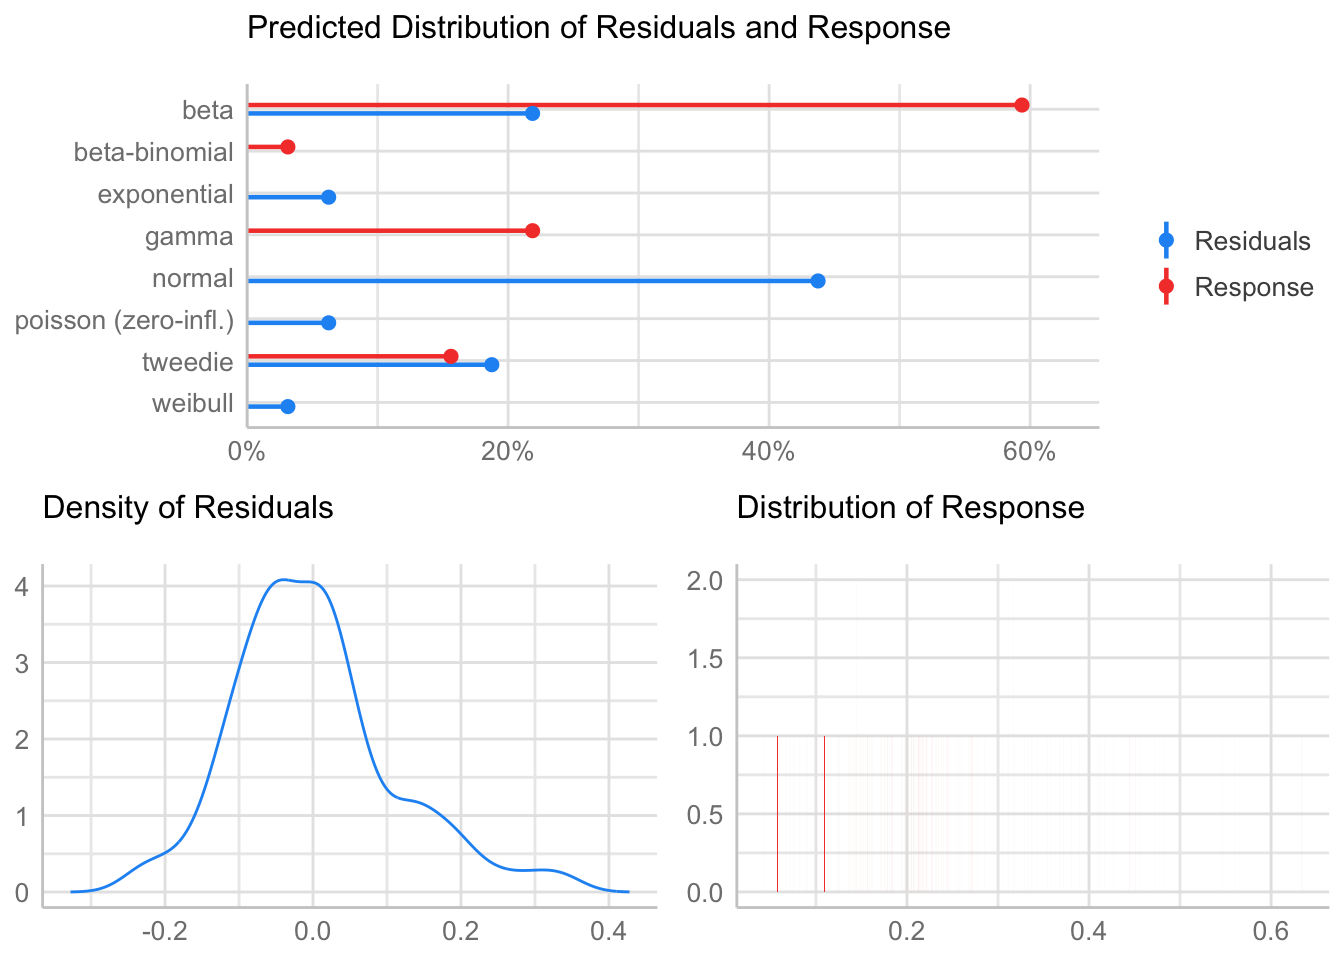 Predicted Distribution of Residuals and Response
beta
beta-binomial
exponential
gamma
normal
poisson (zero-infl.)
tweedie
weibull
0% 20% 40% 60%
Residuals
Response
Density of Residuals
4
3
2
1
0
-0.2 0.0 0.2 0.4
Distribution of Response
2.0
1.5
1.0
0.5
0.0
0.2 0.4 0.6